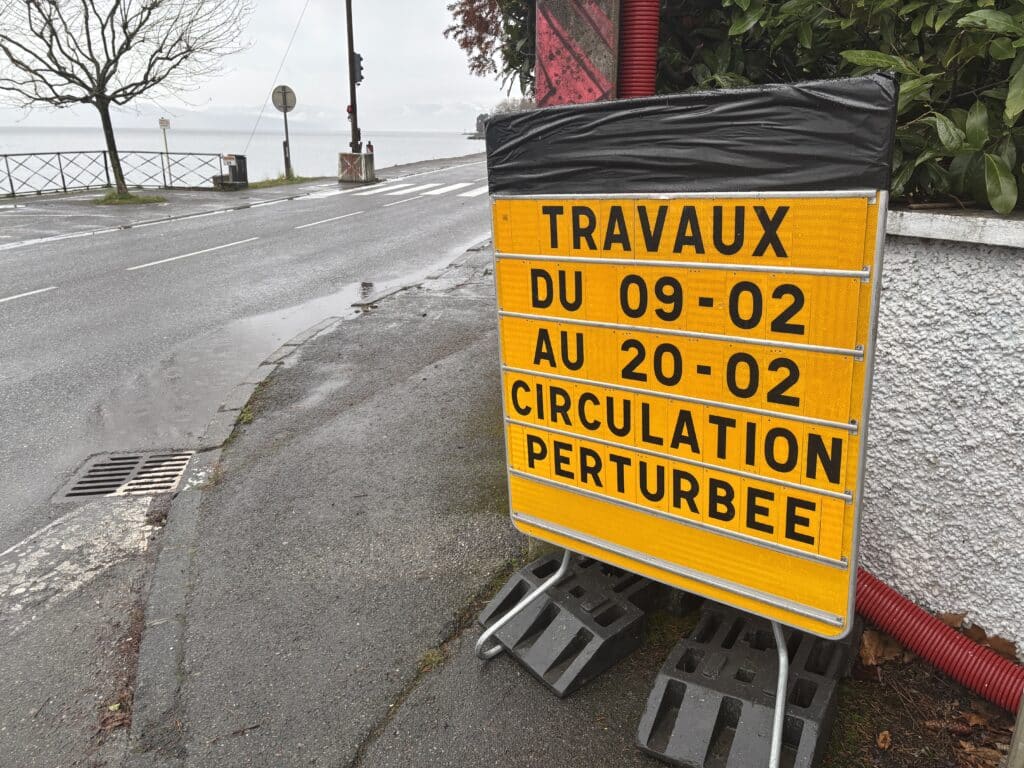 TRAVAUX
DU 09-02
AU 20-02
CIRCULATION
PERTURBEE